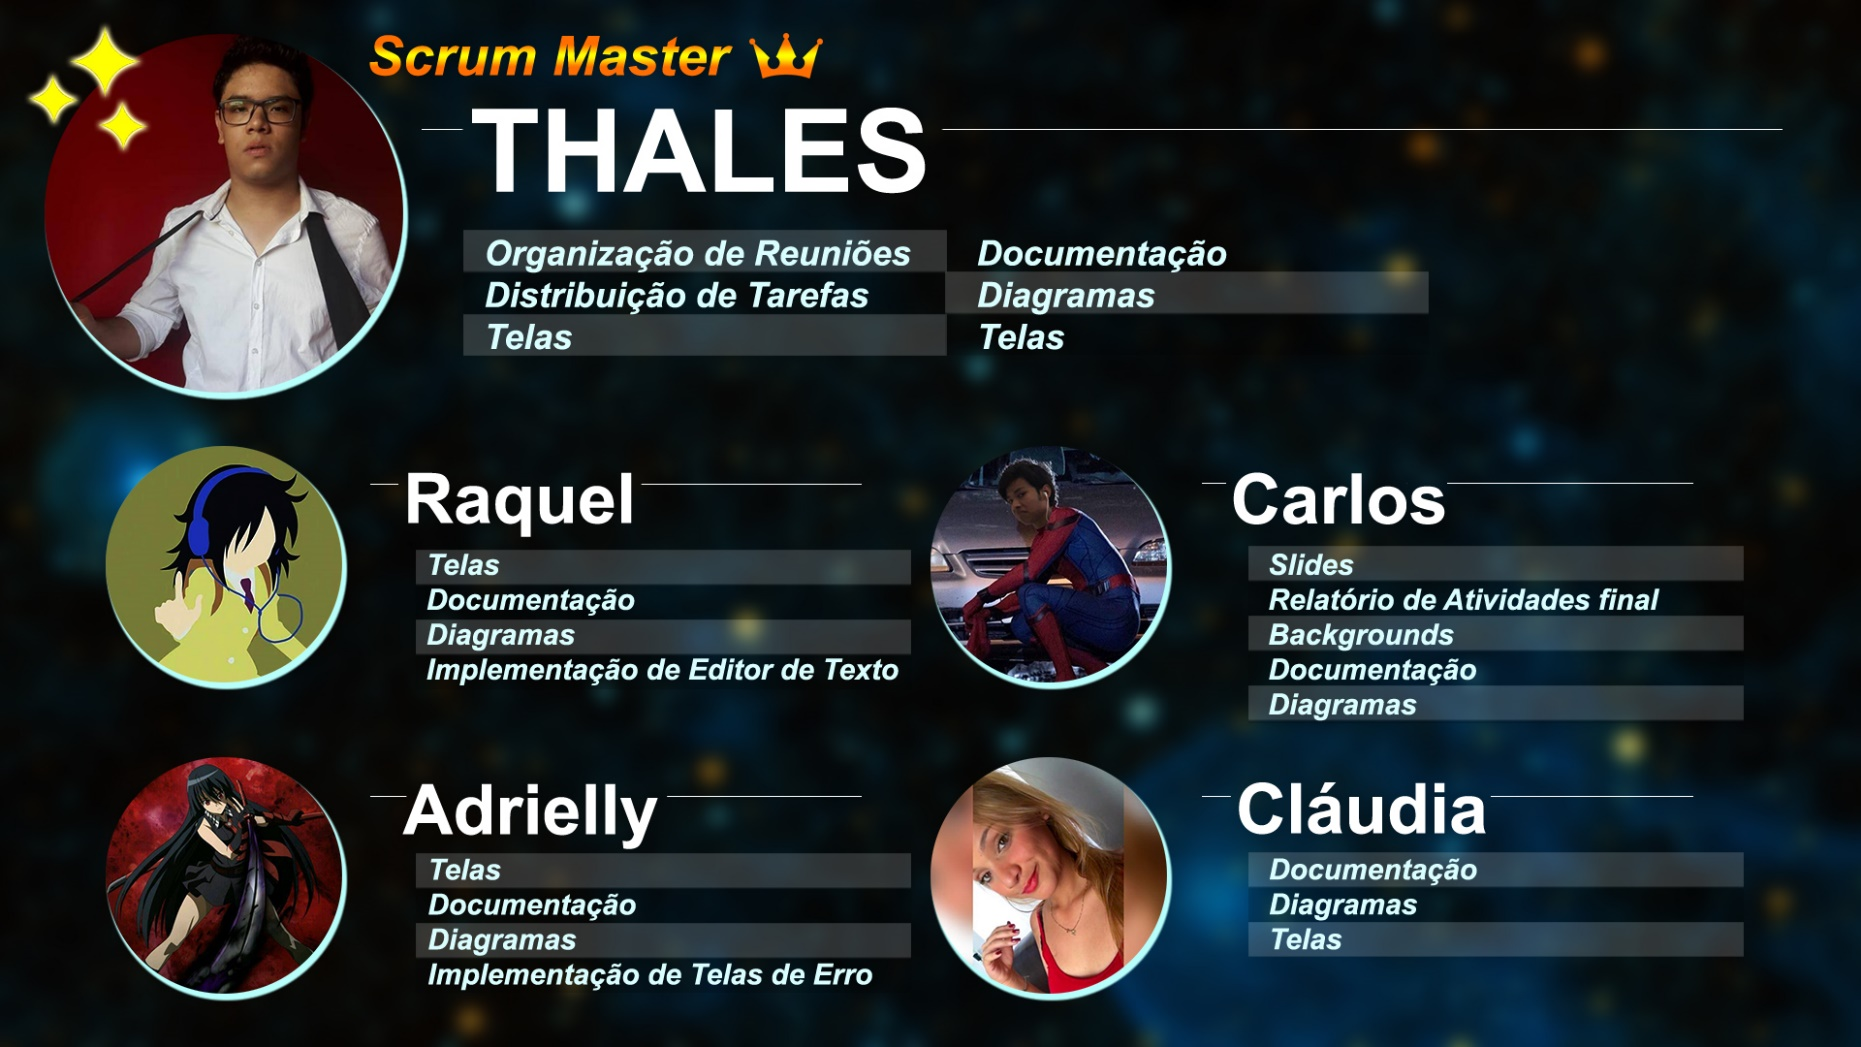 Scrum Master
THALES
Organização de Reuniões
Distribuição de Tarefas
Telas
Documentação
Diagramas
Telas
Raquel
Telas
Documentação
Diagramas
Implementação de Editor de Texto
Carlos
Slides
Relatório de Atividades final
Backgrounds
Documentação
Diagramas
Adrielly
Telas
Documentação
Diagramas
Implementação de Telas de Erro
Cláudia
Documentação
Diagramas
Telas